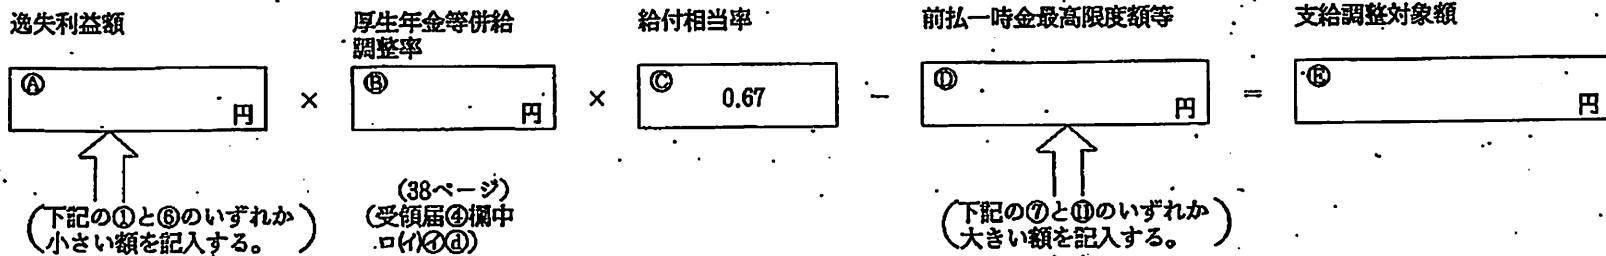 逸失利益額
厚生年金等併給
調整率
給付相当率
前払一時金最高限度額等
支給調整対象額
Ⓐ 円 × Ⓑ 円 × Ⓒ 0.67 － Ⓓ 円 ＝ Ⓔ 円
(下記の①と⑥のいずれか
小さい額を記入する。)
(38ページ)
(受領届④欄中
ロ(イ)㋑ⓓ)
(下記の⑦と⑪のいずれか
大きい額を記入する。)